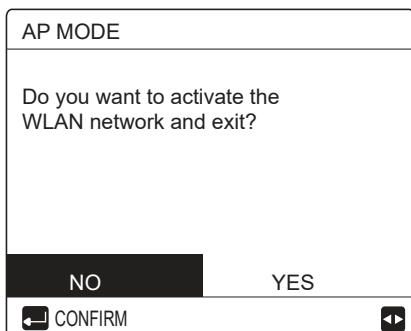 AP MODE
Do you want to activate the
WLAN network and exit?
NO YES
CONFIRM